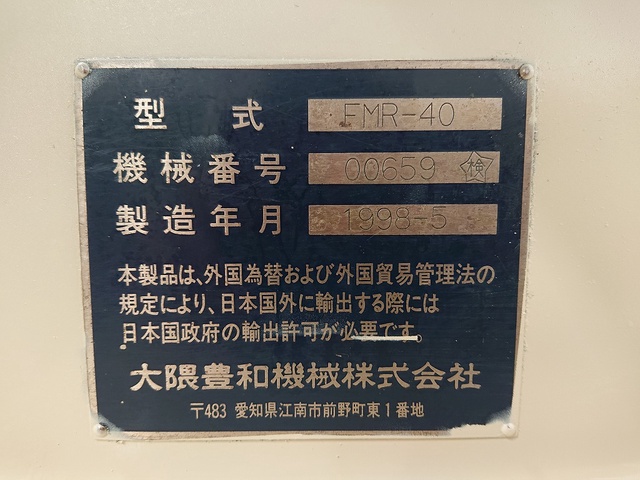 型式 FMR-40
機械番号 00659 検
製造年月 1998-5
本製品は、外国為替および外国貿易管理法の
規定により、日本国外に輸出する際には
日本国政府の輸出許可が必要です。
大隈豊和機械株式会社
〒483 愛知県江南市前野町東1番地